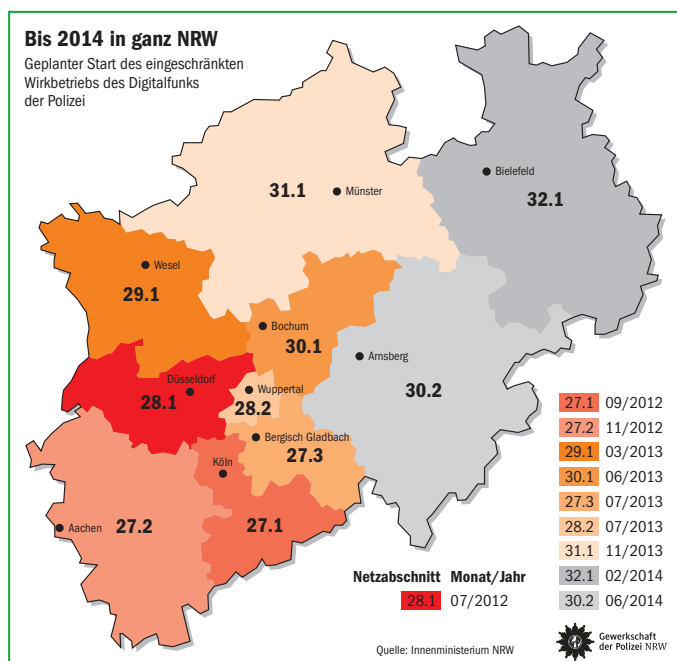 Bis 2014 in ganz NRW
Geplanter Start des eingeschränkten
Wirkbetriebs des Digitalfunks
der Polizei
Bielefeld
32.1
31.1
Münster
Wesel
29.1
Bochum
30.1
Arnsberg
30.2
Düsseldorf
28.1
Wuppertal
28.2
Bergisch Gladbach
27.3
Köln
27.1
Aachen
27.2
27.1 09/2012
27.2 11/2012
29.1 03/2013
30.1 06/2013
27.3 07/2013
28.2 07/2013
31.1 11/2013
32.1 02/2014
30.2 06/2014
Netzabschnitt Monat/Jahr
28.1 07/2012
Quelle: Innenministerium NRW
Gewerkschaft
der Polizei NRW